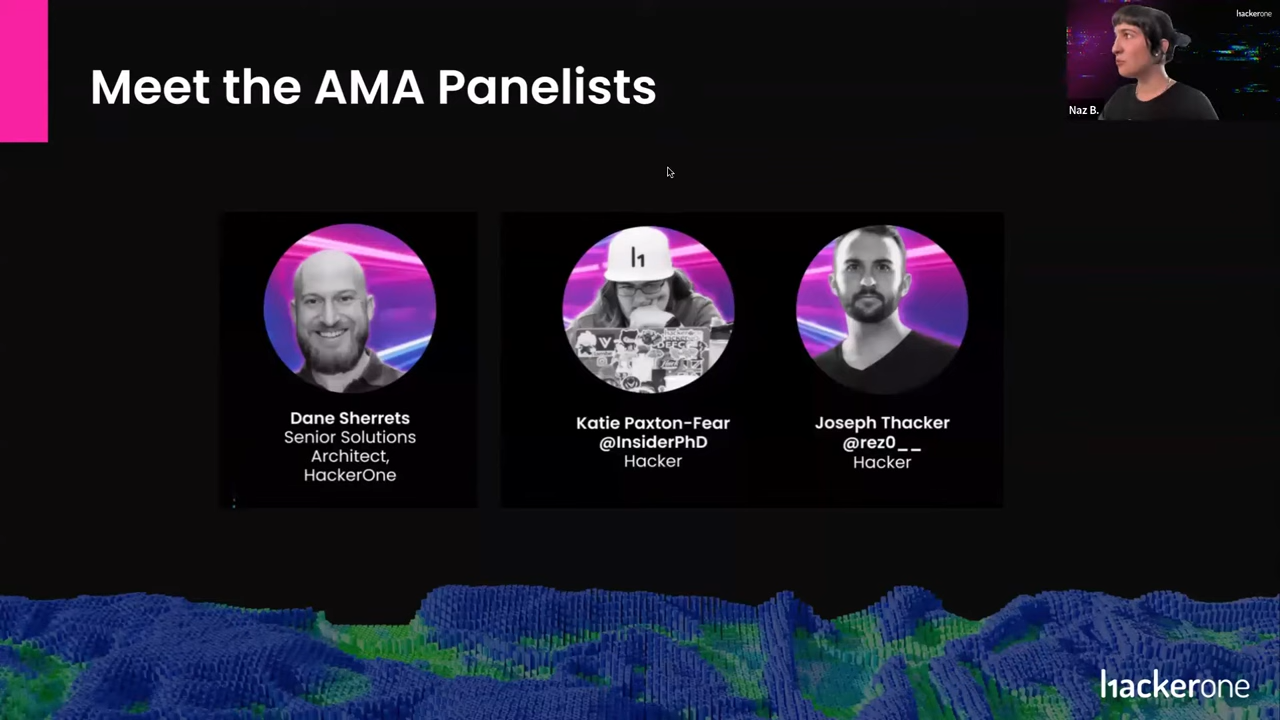 hackerone
Meet the AMA Panelists
Naz B.
h1
Dane Sherrets
Senior Solutions
Architect,
HackerOne
Katie Paxton-Fear
@InsiderPhD
Hacker
Joseph Thacker
@rez0__
Hacker
hackerone